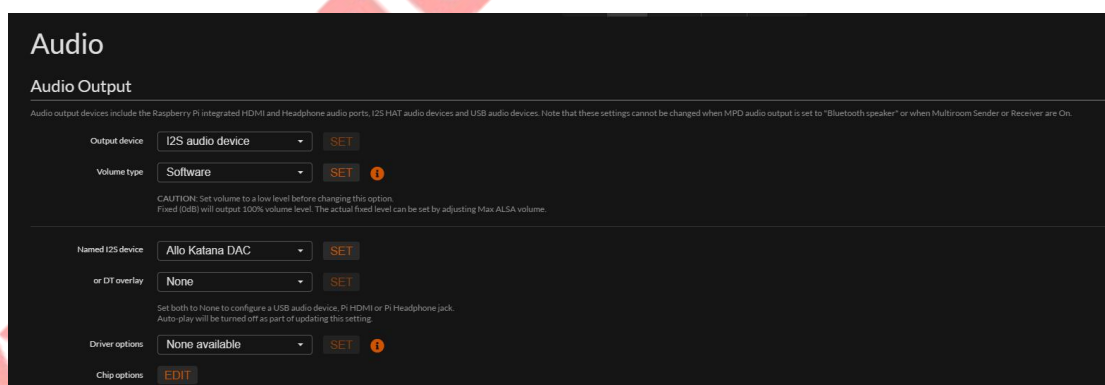 Audio
Audio Output
Audio output devices include the Raspberry Pi integrated HDMI and Headphone audio ports, I2S HAT audio devices and USB audio devices. Note that these settings cannot be changed when MPD audio output is set to "Bluetooth speaker" or when Multiroom Sender or Receiver are On.
Output device I2S audio device SET
Volume type Software SET
CAUTION: Set volume to a low level before changing this option.
Fixed (0dB) will output 100% volume level. The actual fixed level can be set by adjusting Max ALSA volume.
Named I2S device Allo Katana DAC SET
or DT overlay None SET
Set both to None to configure a USB audio device, Pi HDMI or Pi Headphone jack.
Auto-play will be turned off as part of updating this setting.
Driver options None available SET
Chip options EDIT